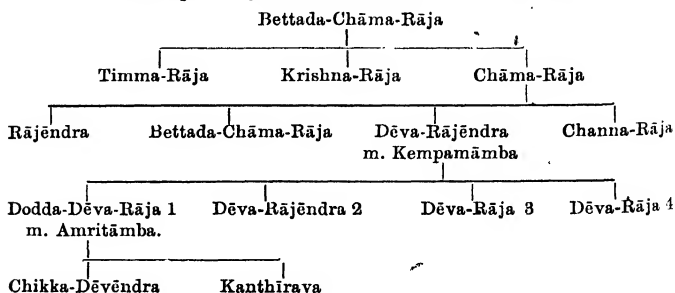 Bettada-Chāma-Rāja
Timma-Rāja Krishna-Rāja Chāma-Rāja
Rājēndra Bettada-Chāma-Rāja Dēva-Rājēndra Channa-Rāja
m. Kempamāmba
Dodda-Dēva-Rāja 1 Dēva-Rājēndra 2 Dēva-Rāja 3 Dēva-Rāja 4
m. Amritāmba.
Chikka-Dēvēndra Kanthīrava